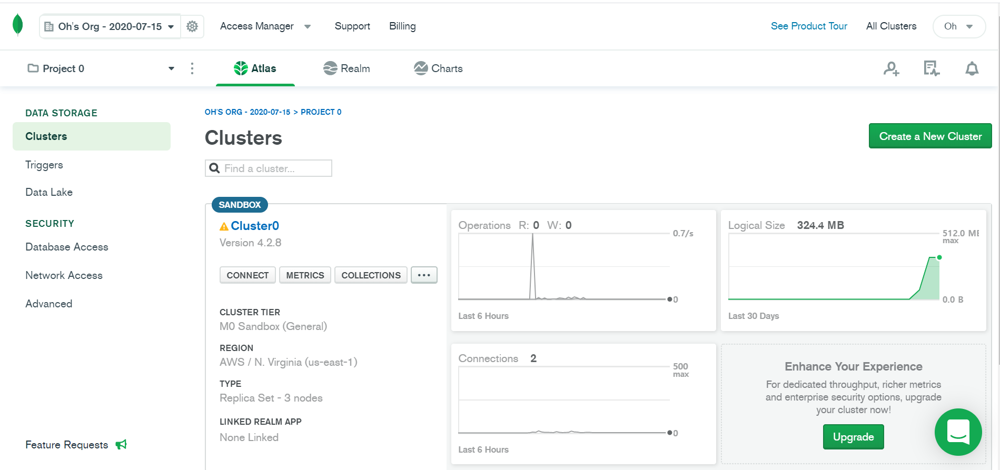 Oh's Org - 2020-07-15
Access Manager
Support
Billing
See Product Tour
All Clusters
Oh
Project 0
Atlas
Realm
Charts
DATA STORAGE
Clusters
Triggers
Data Lake
SECURITY
Database Access
Network Access
Advanced
Feature Requests
OH'S ORG - 2020-07-15 > PROJECT 0
Clusters
Create a New Cluster
Find a cluster...
SANDBOX
Cluster0
Version 4.2.8
CONNECT
METRICS
COLLECTIONS
CLUSTER TIER
M0 Sandbox (General)
REGION
AWS / N. Virginia (us-east-1)
TYPE
Replica Set - 3 nodes
LINKED REALM APP
None Linked
Operations R: 0 W: 0
0.7/s
0
Last 6 Hours
Logical Size 324.4 MB
512.0 MB
max
0.0 B
Last 30 Days
Connections 2
500
max
0
Last 6 Hours
Enhance Your Experience
For dedicated throughput, richer metrics
and enterprise security options, upgrade
your cluster now!
Upgrade